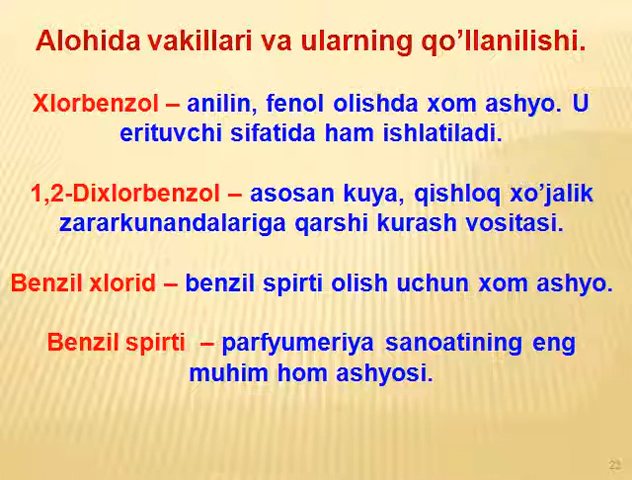 Alohida vakillari va ularning qo’llanilishi.
Xlorbenzol – anilin, fenol olishda xom ashyo. U
erituvchi sifatida ham ishlatiladi.
1,2-Dixlorbenzol – asosan kuya, qishloq xo’jalik
zararkunandalariga qarshi kurash vositasi.
Benzil xlorid – benzil spirti olish uchun xom ashyo.
Benzil spirti – parfyumeriya sanoatining eng
muhim hom ashyosi.
23